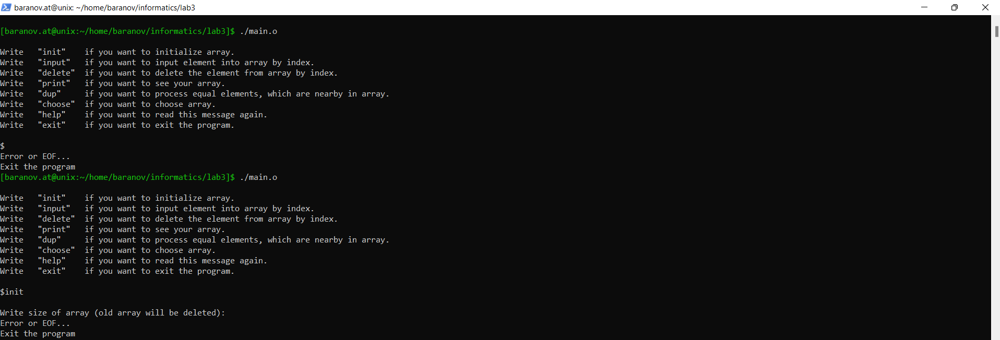 baranov.at@unix: ~/home/baranov/informatics/lab3
[baranov.at@unix:~/home/baranov/informatics/lab3]$ ./main.o
Write   "init"    if you want to initialize array.
Write   "input"   if you want to input element into array by index.
Write   "delete"  if you want to delete the element from array by index.
Write   "print"   if you want to see your array.
Write   "dup"     if you want to process equal elements, which are nearby in array.
Write   "choose"  if you want to choose array.
Write   "help"    if you want to read this message again.
Write   "exit"    if you want to exit the program.
$
Error or EOF...
Exit the program
[baranov.at@unix:~/home/baranov/informatics/lab3]$ ./main.o
Write   "init"    if you want to initialize array.
Write   "input"   if you want to input element into array by index.
Write   "delete"  if you want to delete the element from array by index.
Write   "print"   if you want to see your array.
Write   "dup"     if you want to process equal elements, which are nearby in array.
Write   "choose"  if you want to choose array.
Write   "help"    if you want to read this message again.
Write   "exit"    if you want to exit the program.
$init
Write size of array (old array will be deleted):
Error or EOF...
Exit the program